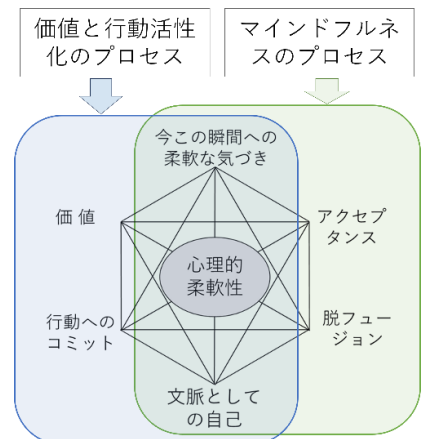 価値と行動活性
化のプロセス
マインドフルネ
スのプロセス
今この瞬間への
柔軟な気づき
価 値
アクセプ
タンス
心理的
柔軟性
行動への
コミット
脱フュー
ジョン
文脈として
の自己